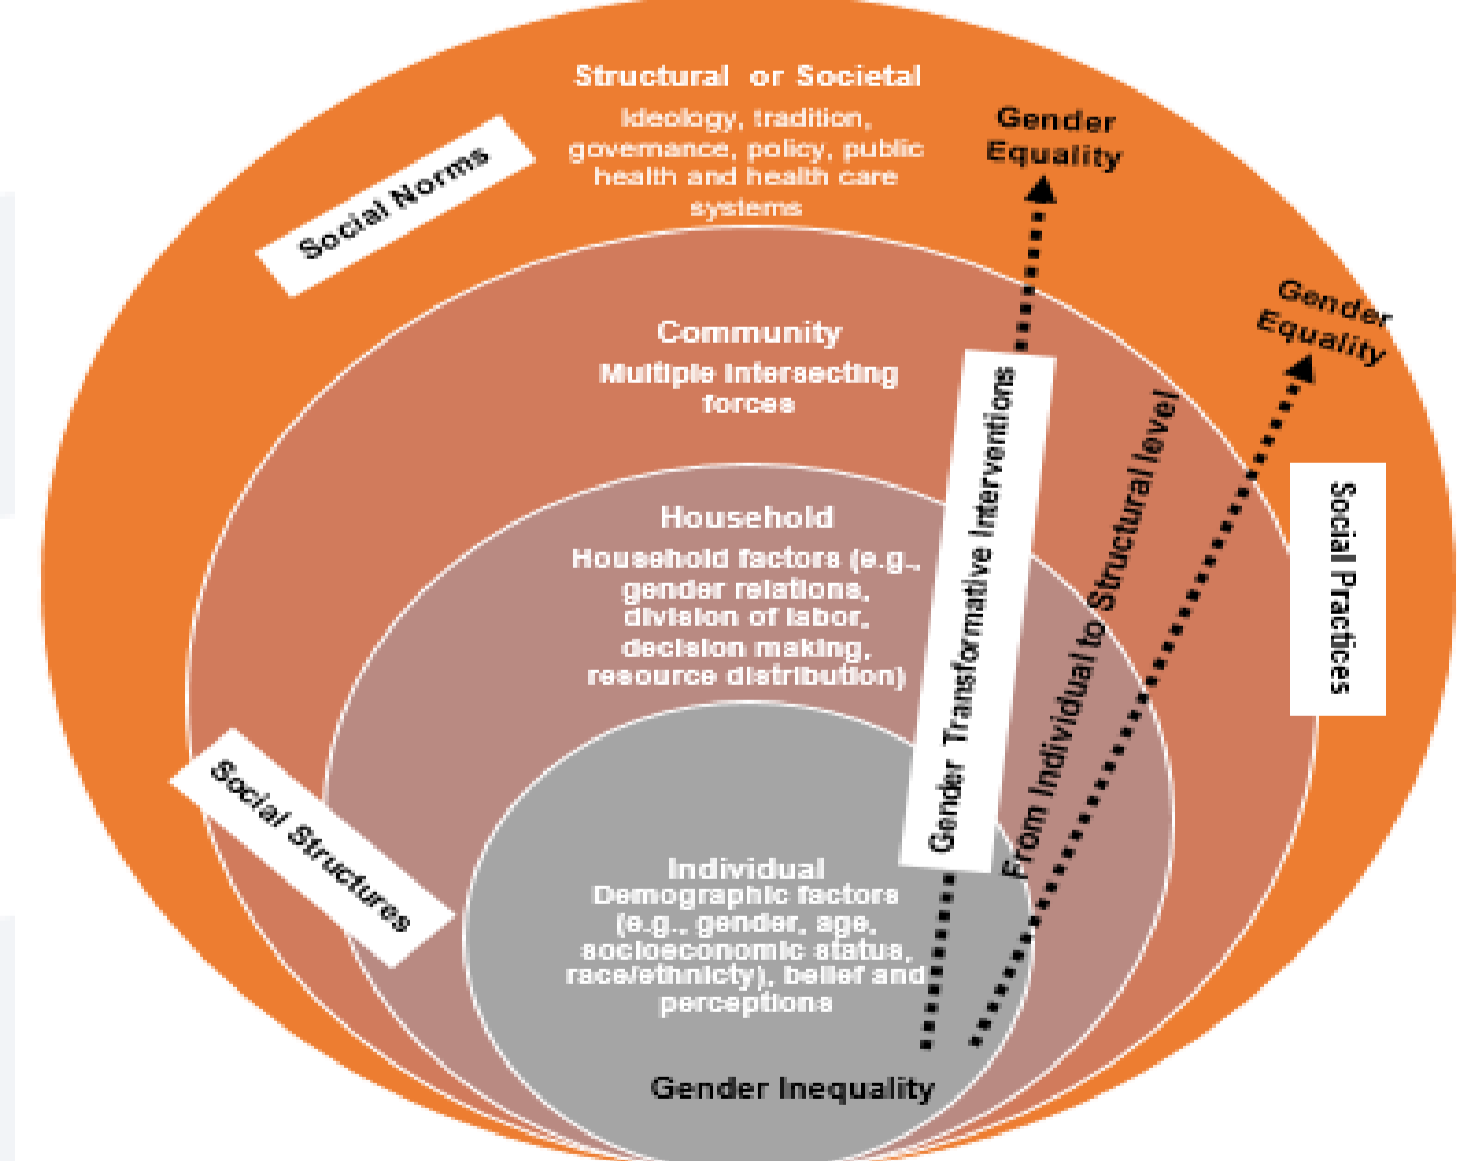 Structural or Societal
Ideology, tradition,
governance, policy, public
health and health care
systems
Gender
Equality
Social Norms
Gender
Equality
Community
Multiple intersecting
forces
Household
Household factors (e.g.,
gender relations,
division of labor,
decision making,
resource distribution)
Gender Transformative Interventions
From Individual to Structural level
Social Practices
Social Structures
Individual
Demographic factors
(e.g., gender, age,
socioeconomic status,
race/ethnicty), belief and
perceptions
Gender Inequality